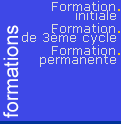 Formation.
initiale
Formation.
de 3ème cycle
Formation.
permanente
formations